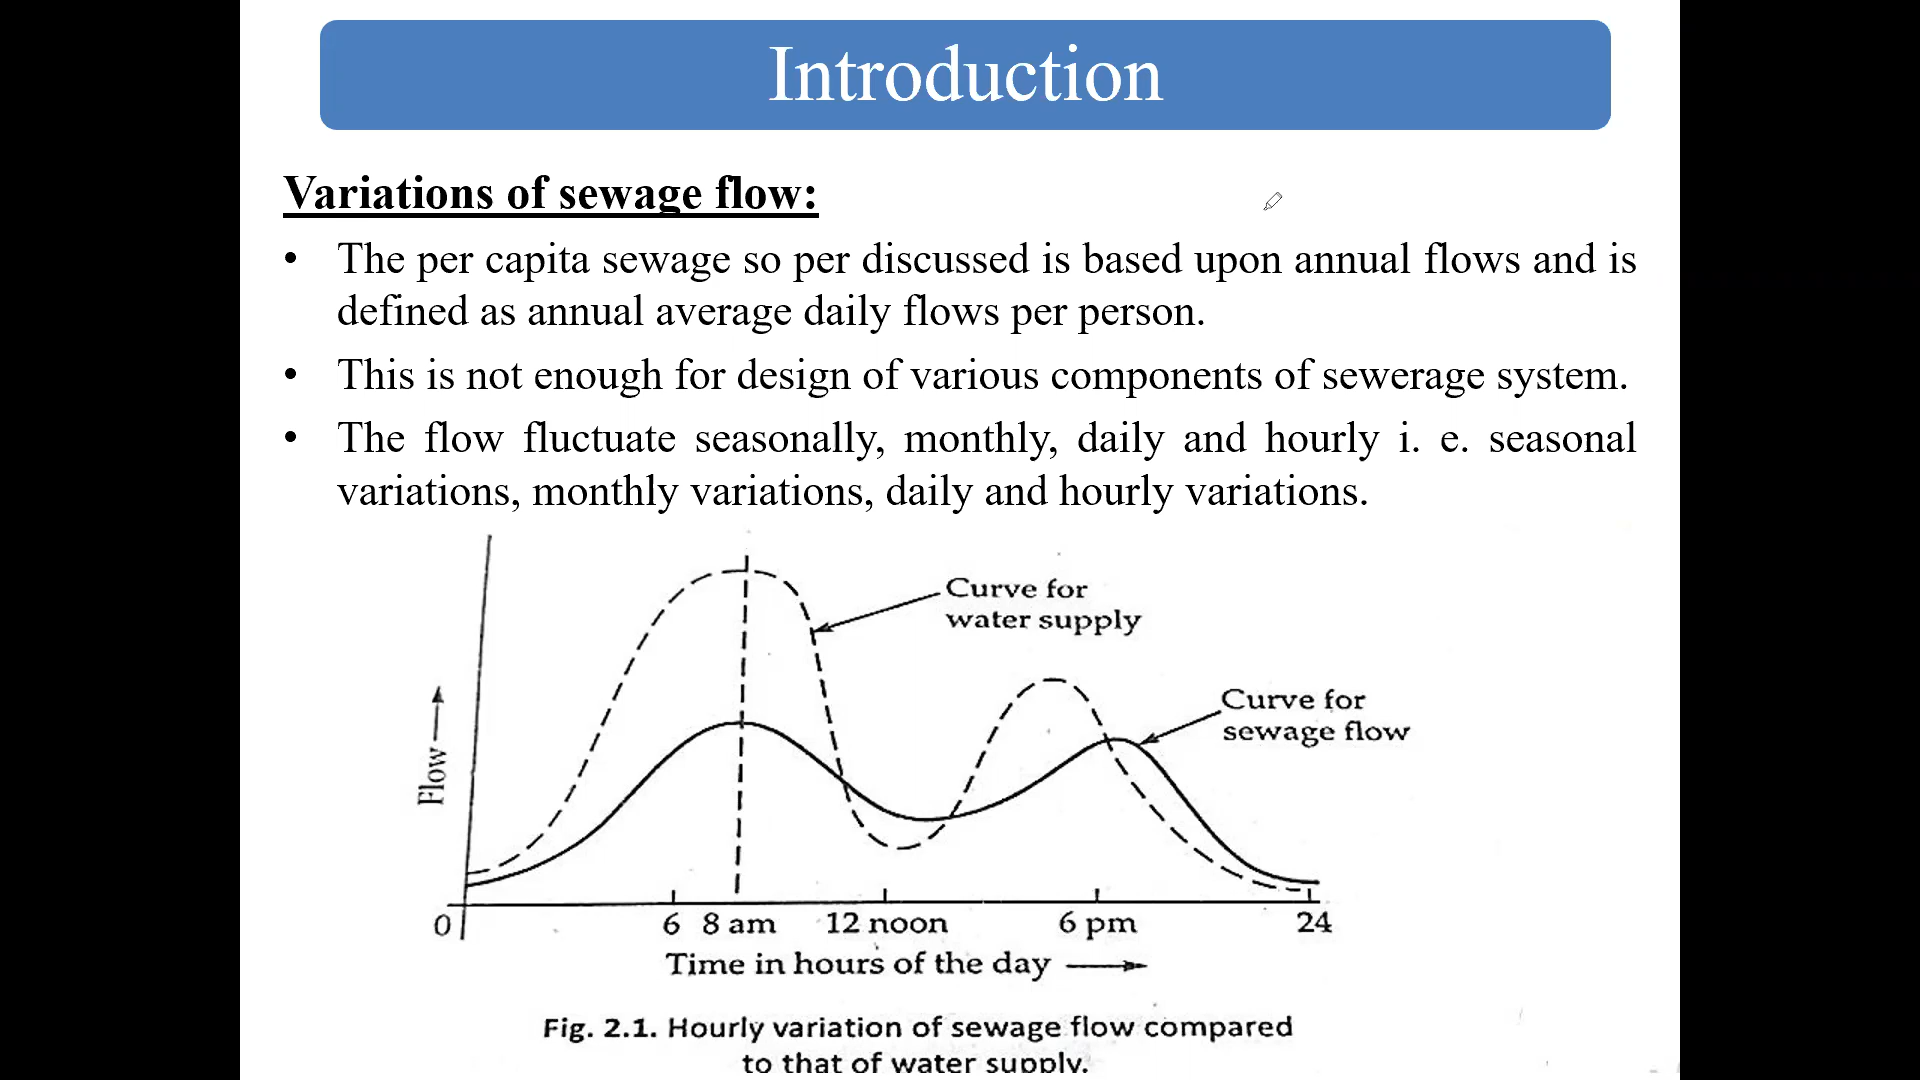 Introduction
Variations of sewage flow:
• The per capita sewage so per discussed is based upon annual flows and is
defined as annual average daily flows per person.
• This is not enough for design of various components of sewerage system.
• The flow fluctuate seasonally, monthly, daily and hourly i. e. seasonal
variations, monthly variations, daily and hourly variations.
Curve for
water supply
Curve for
sewage flow
Flow
0 6 8 am 12 noon 6 pm 24
Time in hours of the day
Fig. 2.1. Hourly variation of sewage flow compared
to that of water supply.